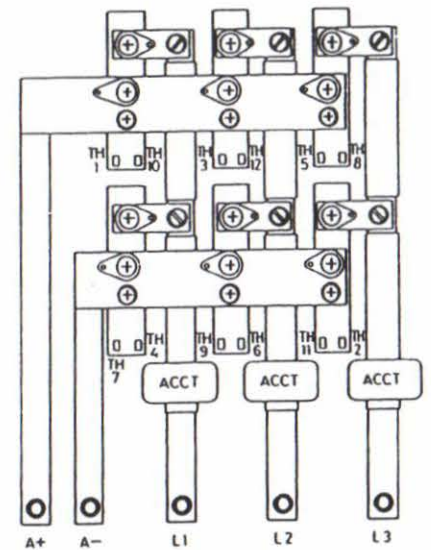 TH 1
TH 10
TH 3
TH 12
TH 5
TH 8
TH 7
TH 4
TH 9
TH 6
TH 11
TH 2
ACCT
ACCT
ACCT
A+
A-
L1
L2
L3